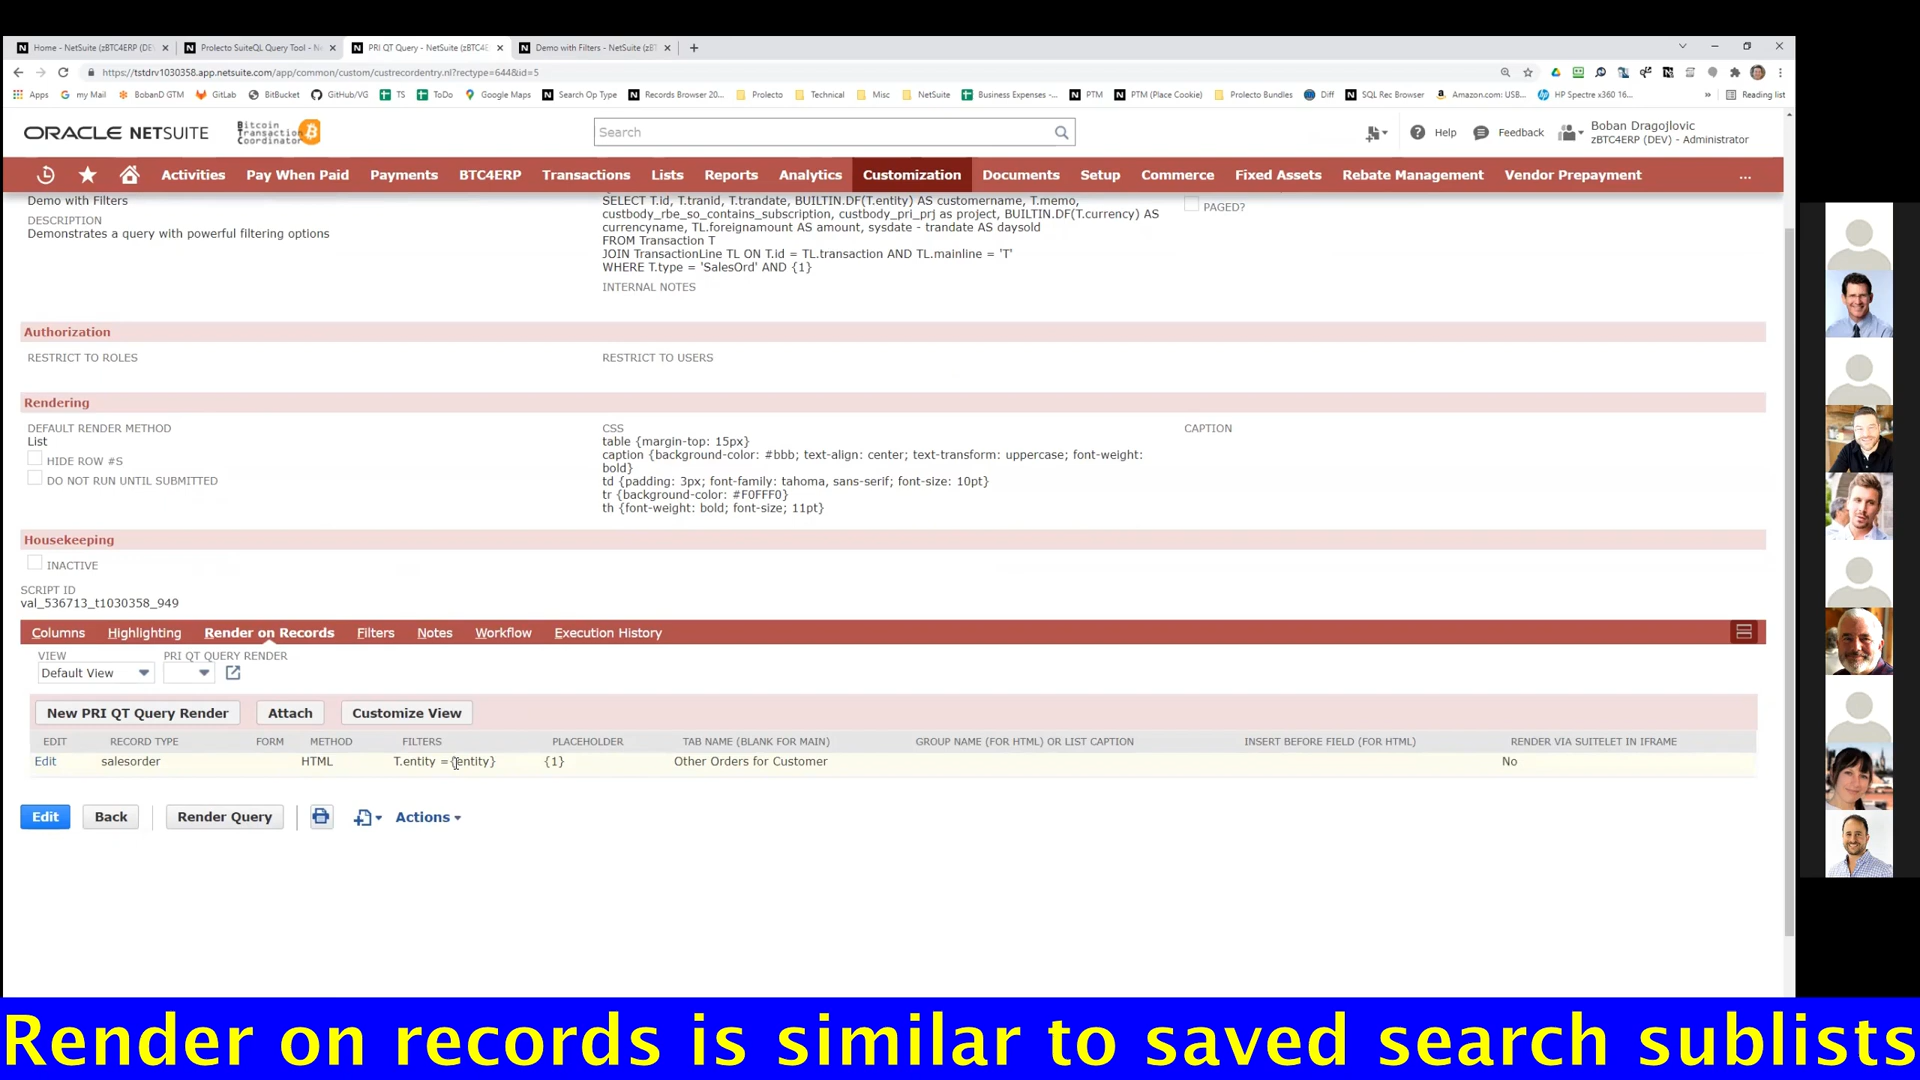 Home - NetSuite (zBTC4ERP (DE
Prolecto SuiteQL Query Tool - Ne
PRI QT Query - NetSuite (zBTC4E
Demo with Filters - NetSuite (zBT
https://tstdrv1030358.app.netsuite.com/app/common/custom/custrecordentry.nl?rectype=644&id=5
Apps my Mail BobanD GTM GitLab BitBucket GitHub/VG TS ToDo Google Maps Search Op Type Records Browser 20... Prolecto Technical Misc NetSuite Business Expenses -... PTM PTM (Place Cookie) Prolecto Bundles Diff SQL Rec Browser Amazon.com: USB... HP Spectre x360 16... » Reading list
ORACLE NETSUITE
Bitcoin
Transaction
Coordinator
Search
Help
Feedback
Boban Dragojlovic
zBTC4ERP (DEV) - Administrator
Activities Pay When Paid Payments BTC4ERP Transactions Lists Reports Analytics Customization Documents Setup Commerce Fixed Assets Rebate Management Vendor Prepayment ...
Demo with Filters
DESCRIPTION
Demonstrates a query with powerful filtering options
SELECT T.id, T.tranid, T.trandate, BUILTIN.DF(T.entity) AS customername, T.memo,
custbody_rbe_so_contains_subscription, custbody_pri_prj as project, BUILTIN.DF(T.currency) AS
currencyname, TL.foreignamount AS amount, sysdate - trandate AS daysold
FROM Transaction T
JOIN TransactionLine TL ON T.id = TL.transaction AND TL.mainline = 'T'
WHERE T.type = 'SalesOrd' AND {1}
INTERNAL NOTES
PAGED?
Authorization
RESTRICT TO ROLES
RESTRICT TO USERS
Rendering
DEFAULT RENDER METHOD
List
HIDE ROW #S
DO NOT RUN UNTIL SUBMITTED
CSS
table {margin-top: 15px}
caption {background-color: #bbb; text-align: center; text-transform: uppercase; font-weight:
bold}
td {padding: 3px; font-family: tahoma, sans-serif; font-size: 10pt}
tr {background-color: #F0FFF0}
th {font-weight: bold; font-size; 11pt}
CAPTION
Housekeeping
INACTIVE
SCRIPT ID
val_536713_t1030358_949
Columns Highlighting Render on Records Filters Notes Workflow Execution History
VIEW
Default View
PRI QT QUERY RENDER
New PRI QT Query Render Attach Customize View
EDIT RECORD TYPE FORM METHOD FILTERS PLACEHOLDER TAB NAME (BLANK FOR MAIN) GROUP NAME (FOR HTML) OR LIST CAPTION INSERT BEFORE FIELD (FOR HTML) RENDER VIA SUITELET IN IFRAME
Edit salesorder HTML T.entity ={entity} {1} Other Orders for Customer No
Edit Back Render Query Actions
Render on records is similar to saved search sublists